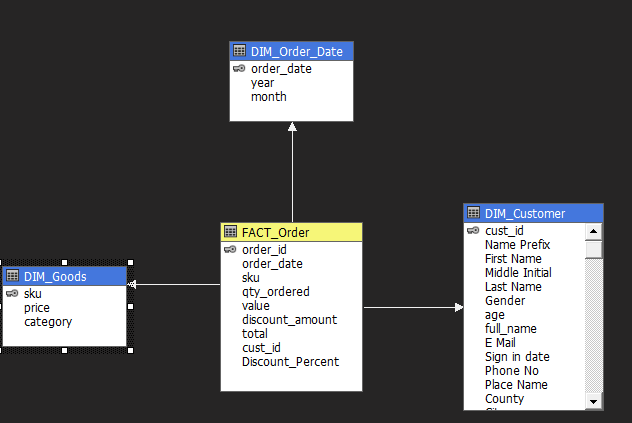 DIM_Order_Date
order_date
year
month
FACT_Order
order_id
order_date
sku
qty_ordered
value
discount_amount
total
cust_id
Discount_Percent
DIM_Goods
sku
price
category
DIM_Customer
cust_id
Name Prefix
First Name
Middle Initial
Last Name
Gender
age
full_name
E Mail
Sign in date
Phone No
Place Name
County